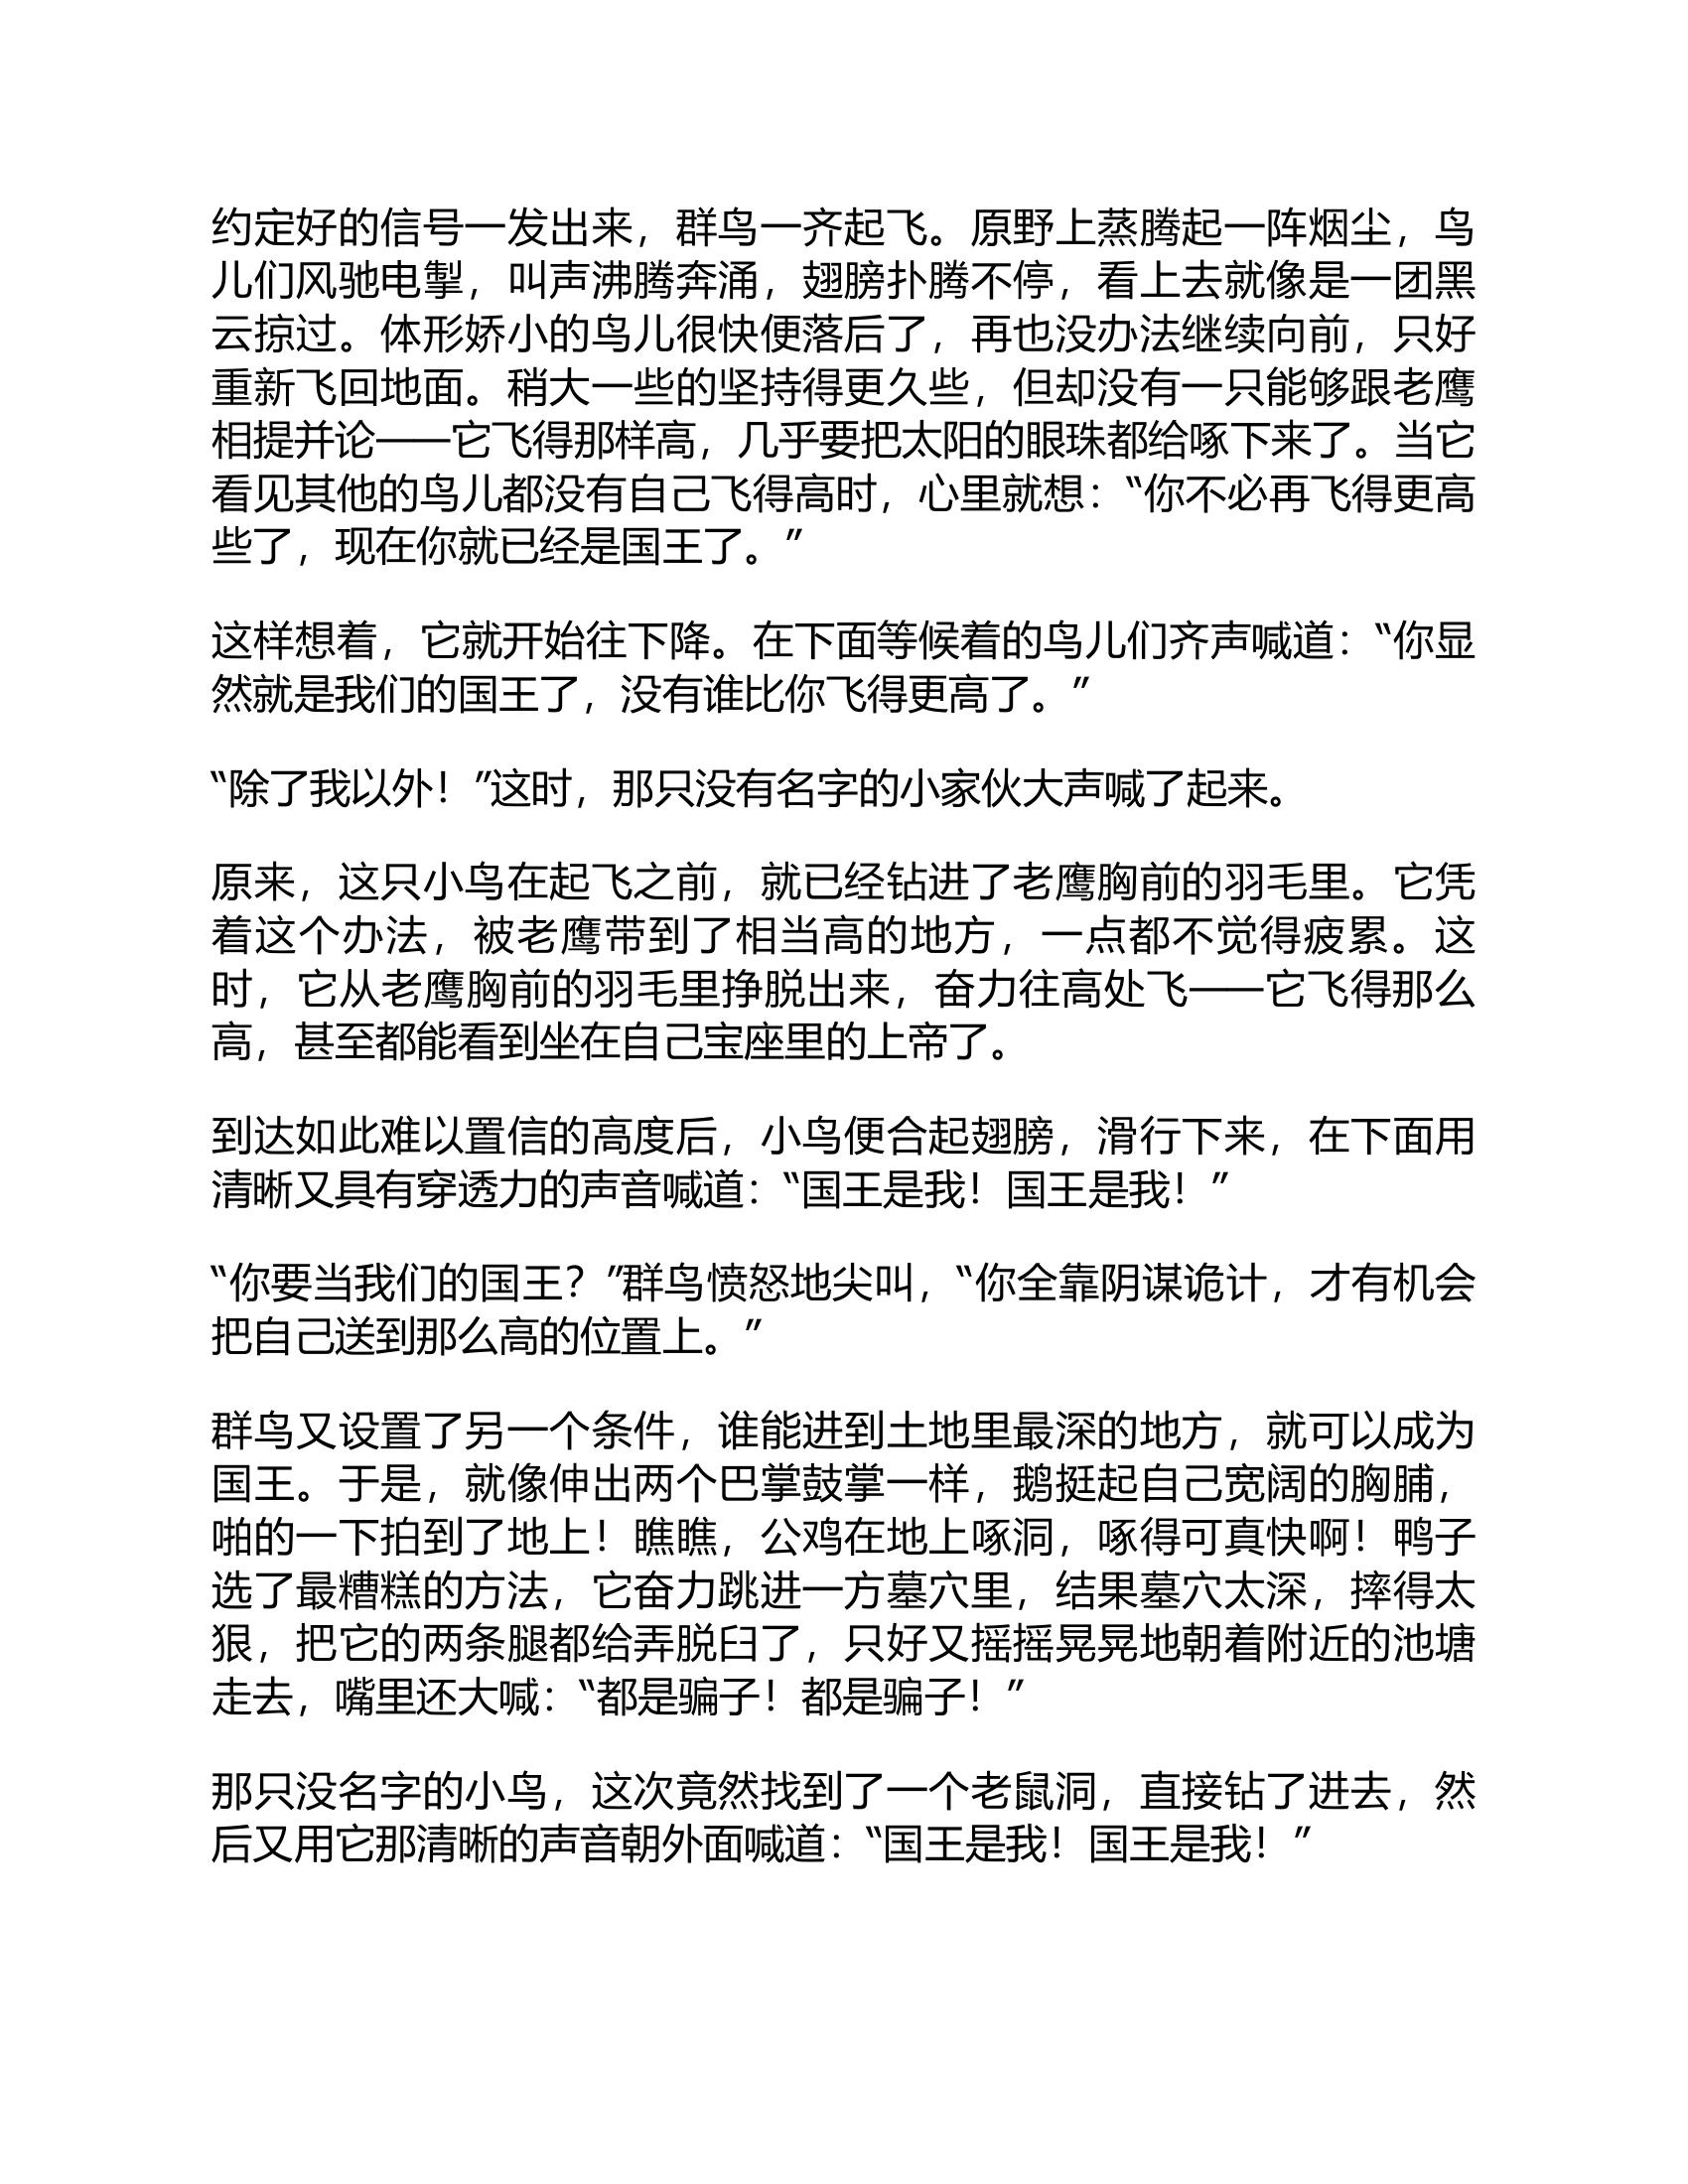 约定好的信号一发出来，群鸟一齐起飞。原野上蒸腾起一阵烟尘，鸟
儿们风驰电掣，叫声沸腾奔涌，翅膀扑腾不停，看上去就像是一团黑
云掠过。体形娇小的鸟儿很快便落后了，再也没办法继续向前，只好
重新飞回地面。稍大一些的坚持得更久些，但却没有一只能够跟老鹰
相提并论——它飞得那样高，几乎要把太阳的眼珠都给啄下来了。当它
看见其他的鸟儿都没有自己飞得高时，心里就想：“你不必再飞得更高
些了，现在你就已经是国王了。”
这样想着，它就开始往下降。在下面等候着的鸟儿们齐声喊道：“你显
然就是我们的国王了，没有谁比你飞得更高了。”
“除了我以外！”这时，那只没有名字的小家伙大声喊了起来。
原来，这只小鸟在起飞之前，就已经钻进了老鹰胸前的羽毛里。它凭
着这个办法，被老鹰带到了相当高的地方，一点都不觉得疲累。这
时，它从老鹰胸前的羽毛里挣脱出来，奋力往高处飞——它飞得那么
高，甚至都能看到坐在自己宝座里的上帝了。
到达如此难以置信的高度后，小鸟便合起翅膀，滑行下来，在下面用
清晰又具有穿透力的声音喊道：“国王是我！国王是我！”
“你要当我们的国王？”群鸟愤怒地尖叫，“你全靠阴谋诡计，才有机会
把自己送到那么高的位置上。”
群鸟又设置了另一个条件，谁能进到土地里最深的地方，就可以成为
国王。于是，就像伸出两个巴掌鼓掌一样，鹅挺起自己宽阔的胸脯，
啪的一下拍到了地上！瞧瞧，公鸡在地上啄洞，啄得可真快啊！鸭子
选了最糟糕的方法，它奋力跳进一方墓穴里，结果墓穴太深，摔得太
狠，把它的两条腿都给弄脱臼了，只好又摇摇晃晃地朝着附近的池塘
走去，嘴里还大喊：“都是骗子！都是骗子！”
那只没名字的小鸟，这次竟然找到了一个老鼠洞，直接钻了进去，然
后又用它那清晰的声音朝外面喊道：“国王是我！国王是我！”